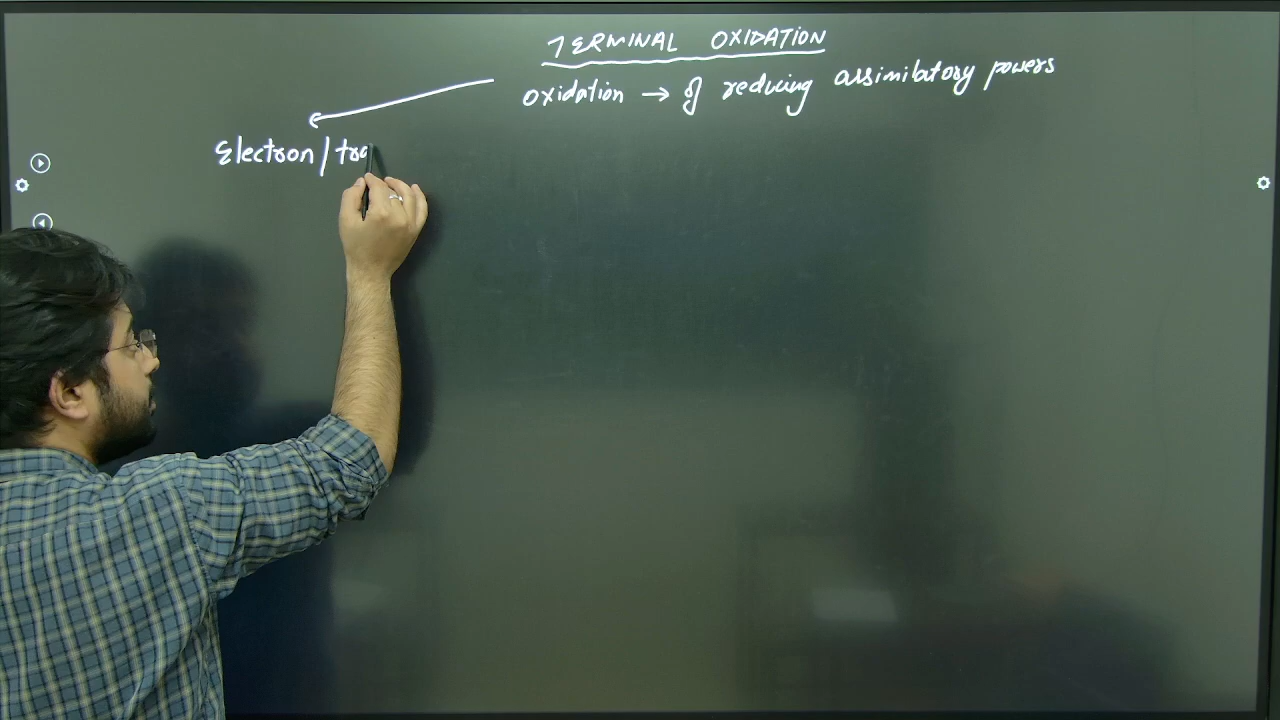 TERMINAL OXIDATION
Oxidation → of reducing assimilatory powers
Electron/tra